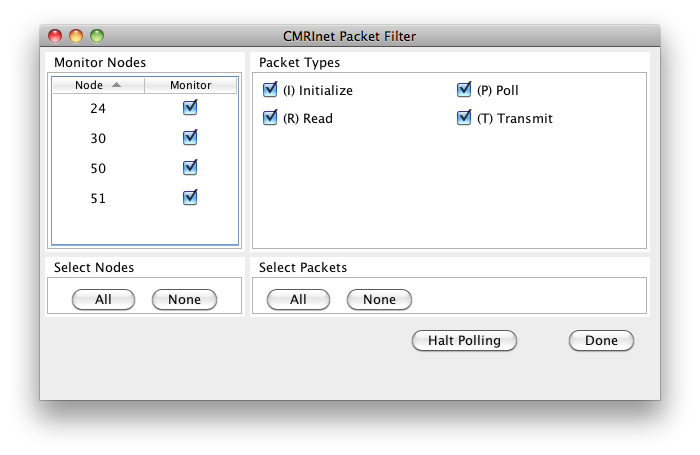 CMRInet Packet Filter
Monitor Nodes
Node Monitor
24
30
50
51
Packet Types
(I) Initialize (P) Poll
(R) Read (T) Transmit
Select Nodes
All None
Select Packets
All None
Halt Polling Done